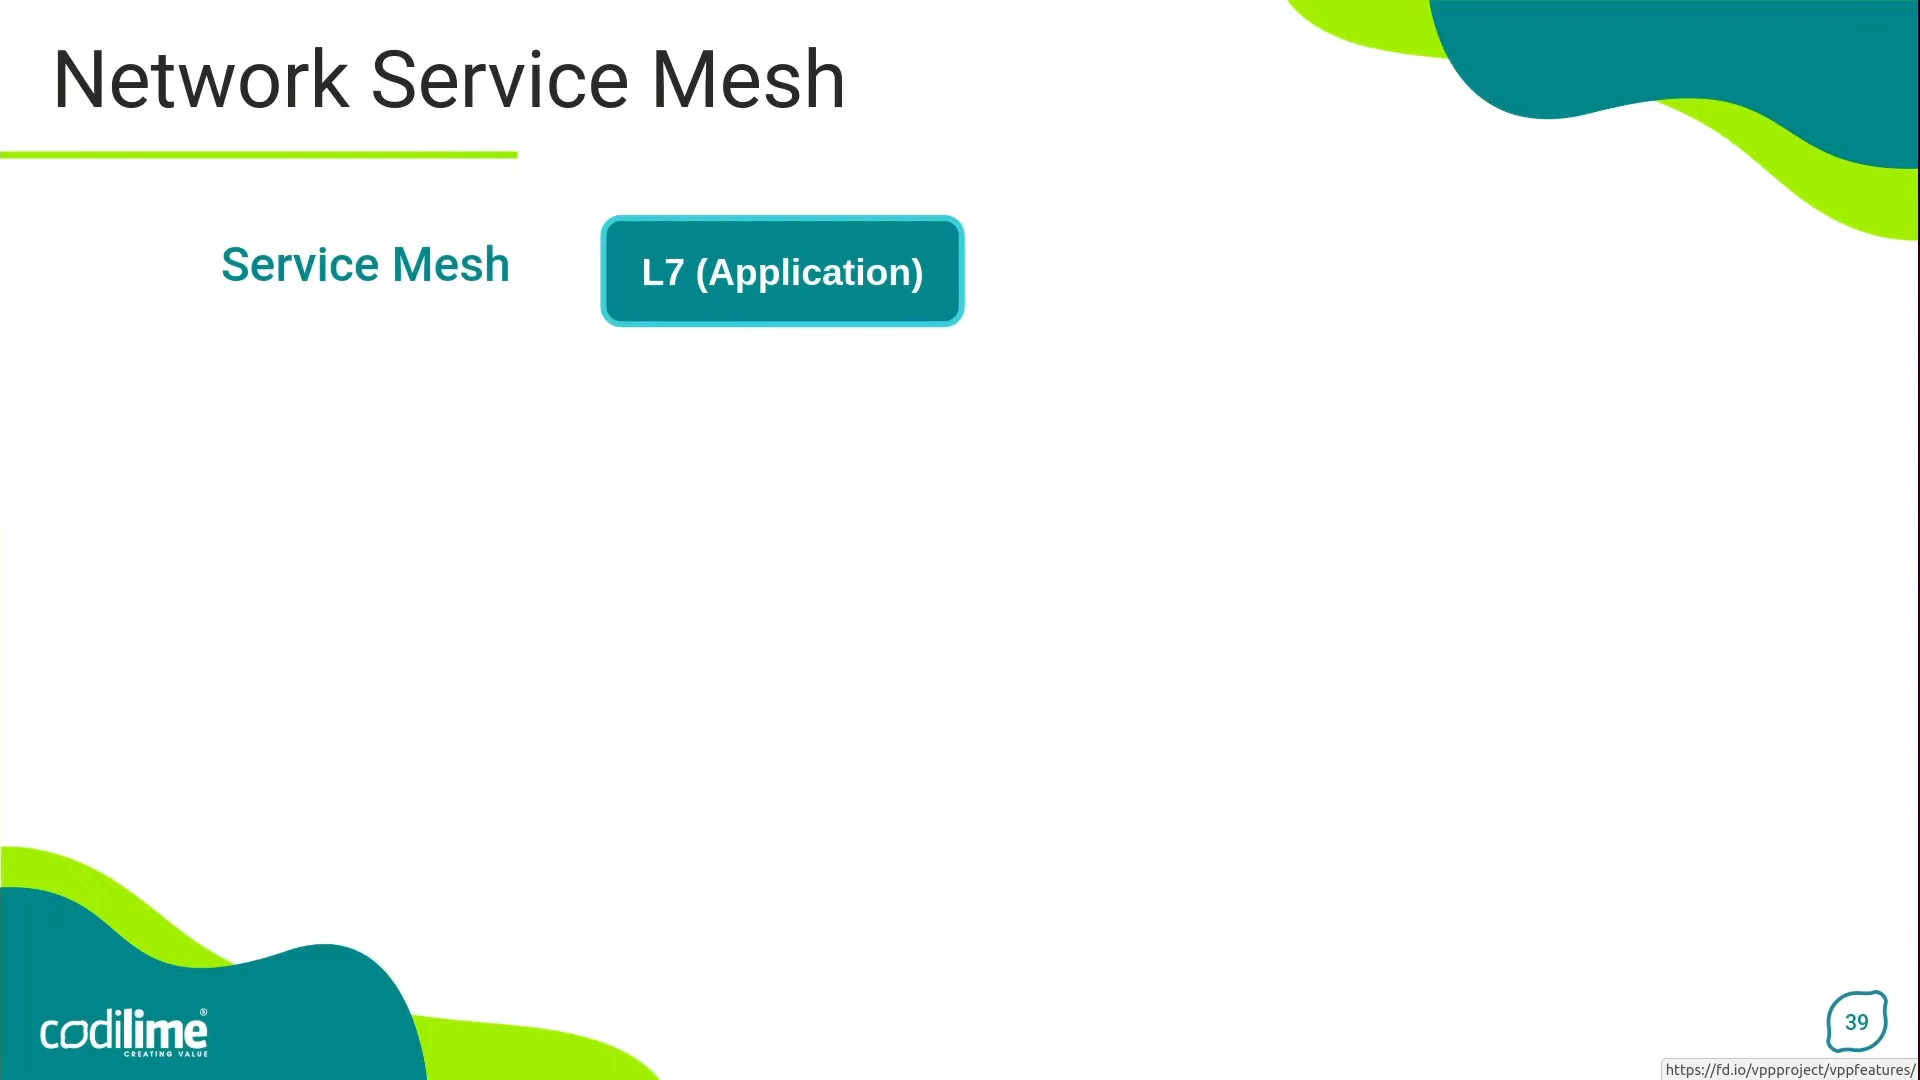 Network Service Mesh
Service Mesh
L7 (Application)
codilime®
CREATING VALUE
39
https://fd.io/vppproject/vppfeatures/